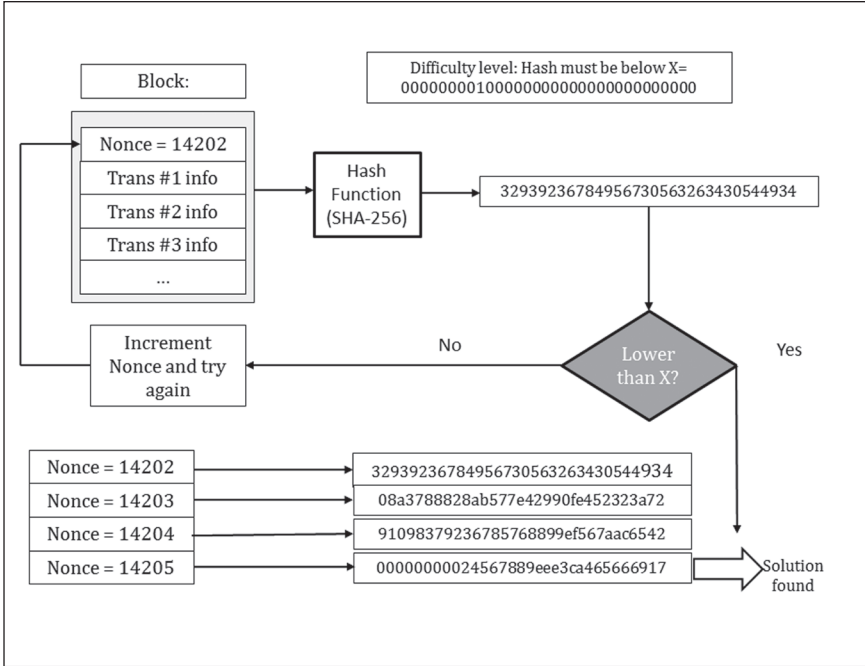 Block:
Difficulty level: Hash must be below X=
00000000100000000000000000000000
Nonce = 14202
Trans #1 info
Trans #2 info
Trans #3 info
...
Hash
Function
(SHA-256)
32939236784956730563263430544934
Increment
Nonce and try
again
No
Lower
than X?
Yes
Nonce = 14202
32939236784956730563263430544934
Nonce = 14203
08a3788828ab577e42990fe452323a72
Nonce = 14204
91098379236785768899ef567aac6542
Nonce = 14205
00000000024567889eee3ca465666917
Solution
found